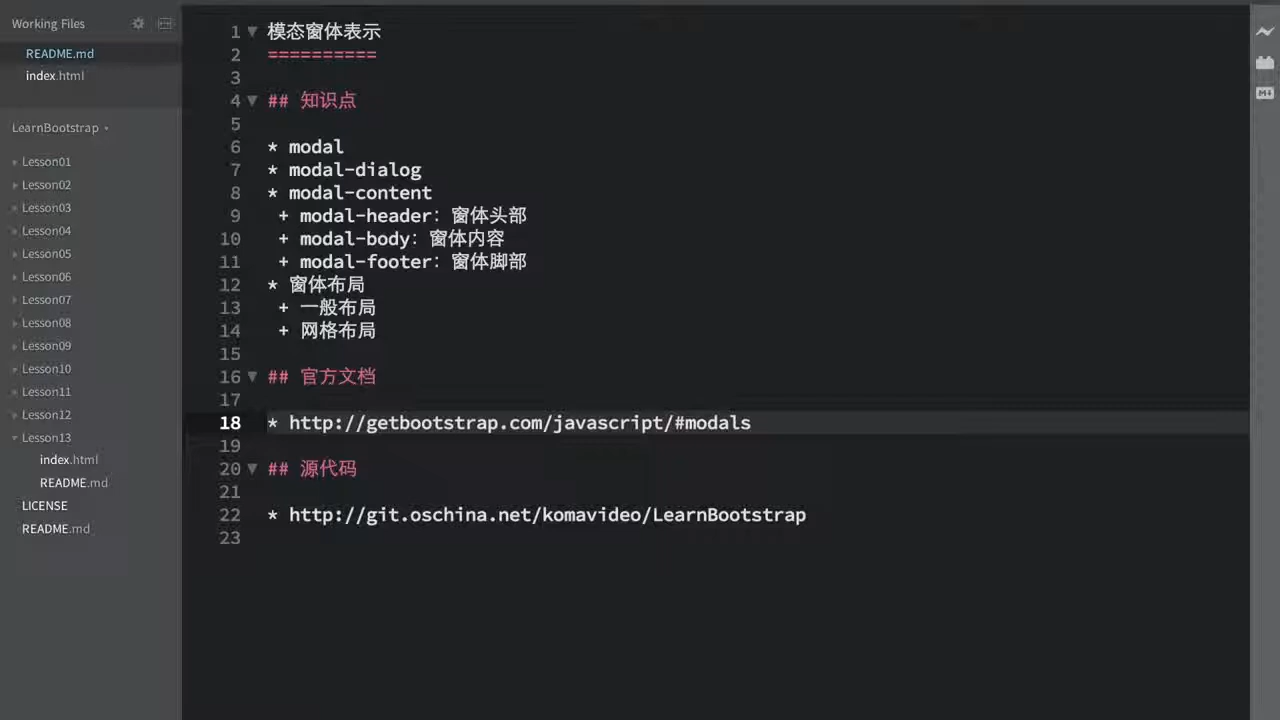 Working Files
README.md
index.html
LearnBootstrap
Lesson01
Lesson02
Lesson03
Lesson04
Lesson05
Lesson06
Lesson07
Lesson08
Lesson09
Lesson10
Lesson11
Lesson12
Lesson13
index.html
README.md
LICENSE
README.md
1 模态窗体表示
2 ==========
3
4 ## 知识点
5
6 * modal
7 * modal-dialog
8 * modal-content
9 + modal-header: 窗体头部
10 + modal-body: 窗体内容
11 + modal-footer: 窗体脚部
12 * 窗体布局
13 + 一般布局
14 + 网格布局
15
16 ## 官方文档
17
18 * http://getbootstrap.com/javascript/#modals
19
20 ## 源代码
21
22 * http://git.oschina.net/komavideo/LearnBootstrap
23
M↓